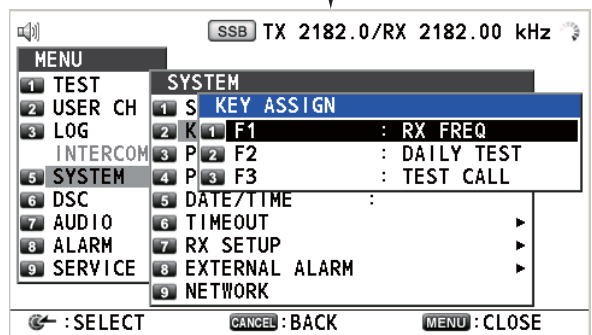 SSB TX 2182.0/RX 2182.00 kHz
MENU
1 TEST
2 USER CH
3 LOG
INTERCOM
5 SYSTEM
6 DSC
7 AUDIO
8 ALARM
9 SERVICE
SYSTEM
1 S
2 K
3 P
4 P
5 DATE/TIME :
6 TIMEOUT
7 RX SETUP
8 EXTERNAL ALARM
9 NETWORK
KEY ASSIGN
1 F1 : RX FREQ
2 F2 : DAILY TEST
3 F3 : TEST CALL
:SELECT CANCEL:BACK MENU:CLOSE